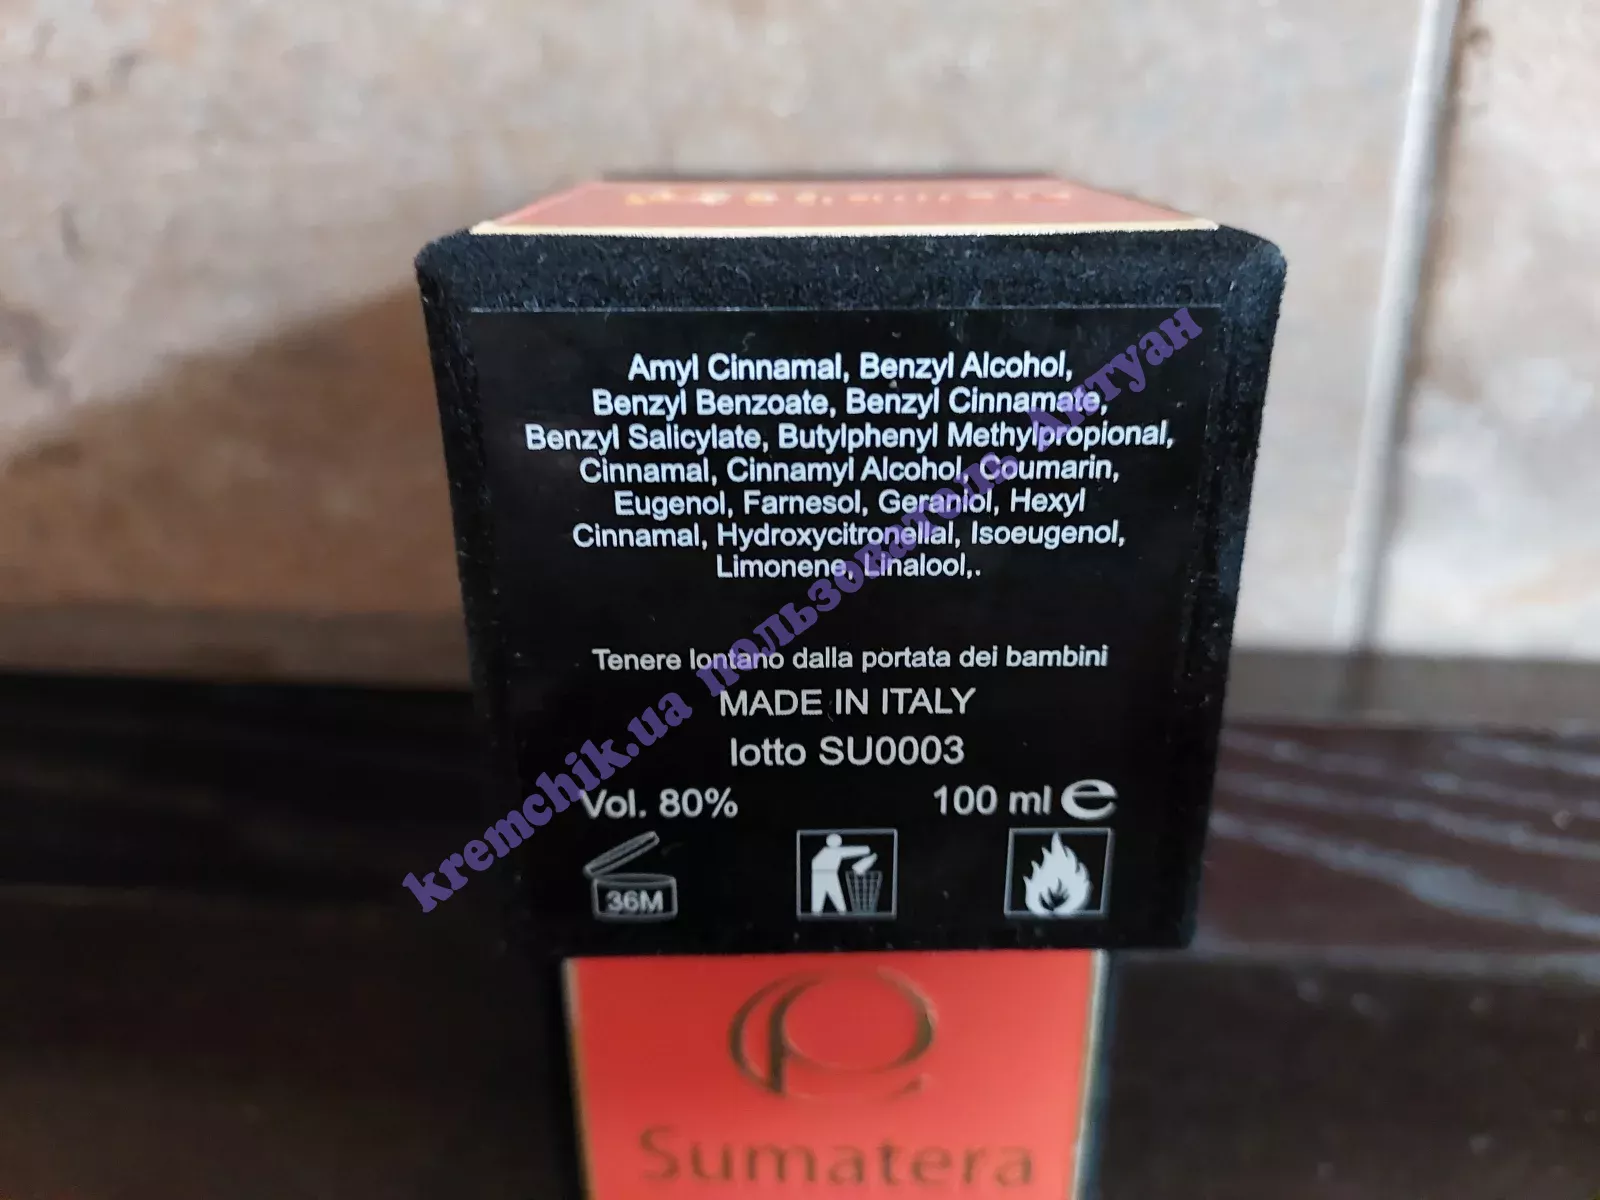 Amyl Cinnamal, Benzyl Alcohol,
Benzyl Benzoate, Benzyl Cinnamate,
Benzyl Salicylate, Butylphenyl Methylpropional,
Cinnamal, Cinnamyl Alcohol, Coumarin,
Eugenol, Farnesol, Geraniol, Hexyl
Cinnamal, Hydroxycitronellal, Isoeugenol,
Limonene, Linalool,.
Tenere lontano dalla portata dei bambini
MADE IN ITALY
lotto SU0003
Vol. 80% 100 ml e
36M
Sumatera
kremchik.ua пользователь Антуан